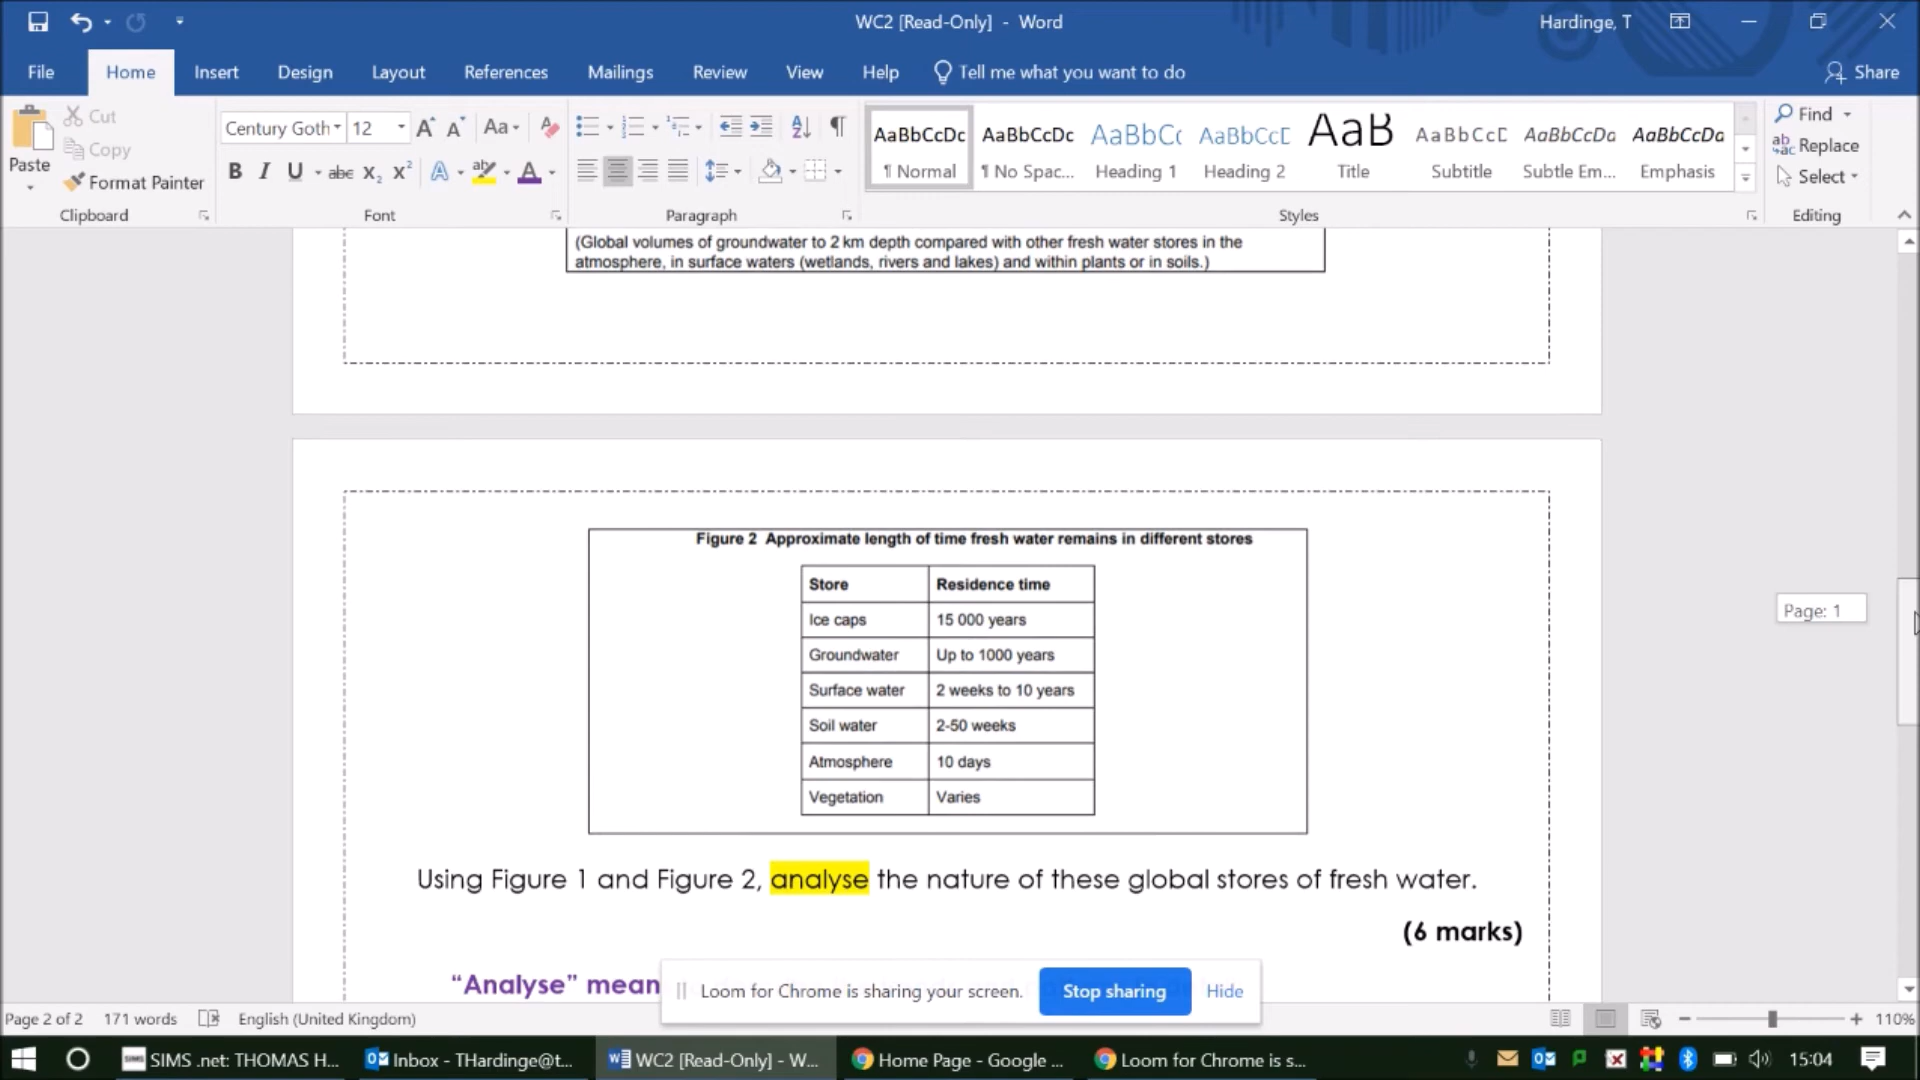 WC2 [Read-Only] - Word
Hardinge, T
File Home Insert Design Layout References Mailings Review View Help Tell me what you want to do Share
Paste
Cut
Copy
Format Painter
Clipboard
Century Goth 12
Font
Paragraph
AaBbCcDc AaBbCcDc AaBbC( AaBbCcD AaB AaBbCcD AaBbCcDa AaBbCcDa
¶ Normal ¶ No Spac... Heading 1 Heading 2 Title Subtitle Subtle Em... Emphasis
Styles
Find
Replace
Select
Editing
(Global volumes of groundwater to 2 km depth compared with other fresh water stores in the
atmosphere, in surface waters (wetlands, rivers and lakes) and within plants or in soils.)
Figure 2 Approximate length of time fresh water remains in different stores
Store Residence time
Ice caps 15 000 years
Groundwater Up to 1000 years
Surface water 2 weeks to 10 years
Soil water 2-50 weeks
Atmosphere 10 days
Vegetation Varies
Page: 1
Using Figure 1 and Figure 2, analyse the nature of these global stores of fresh water.
(6 marks)
“Analyse” mean
Loom for Chrome is sharing your screen. Stop sharing Hide
Page 2 of 2 171 words English (United Kingdom) 110%
SIMS .net: THOMAS H... Inbox - THardinge@t... WC2 [Read-Only] - W... Home Page - Google ... Loom for Chrome is s... 15:04